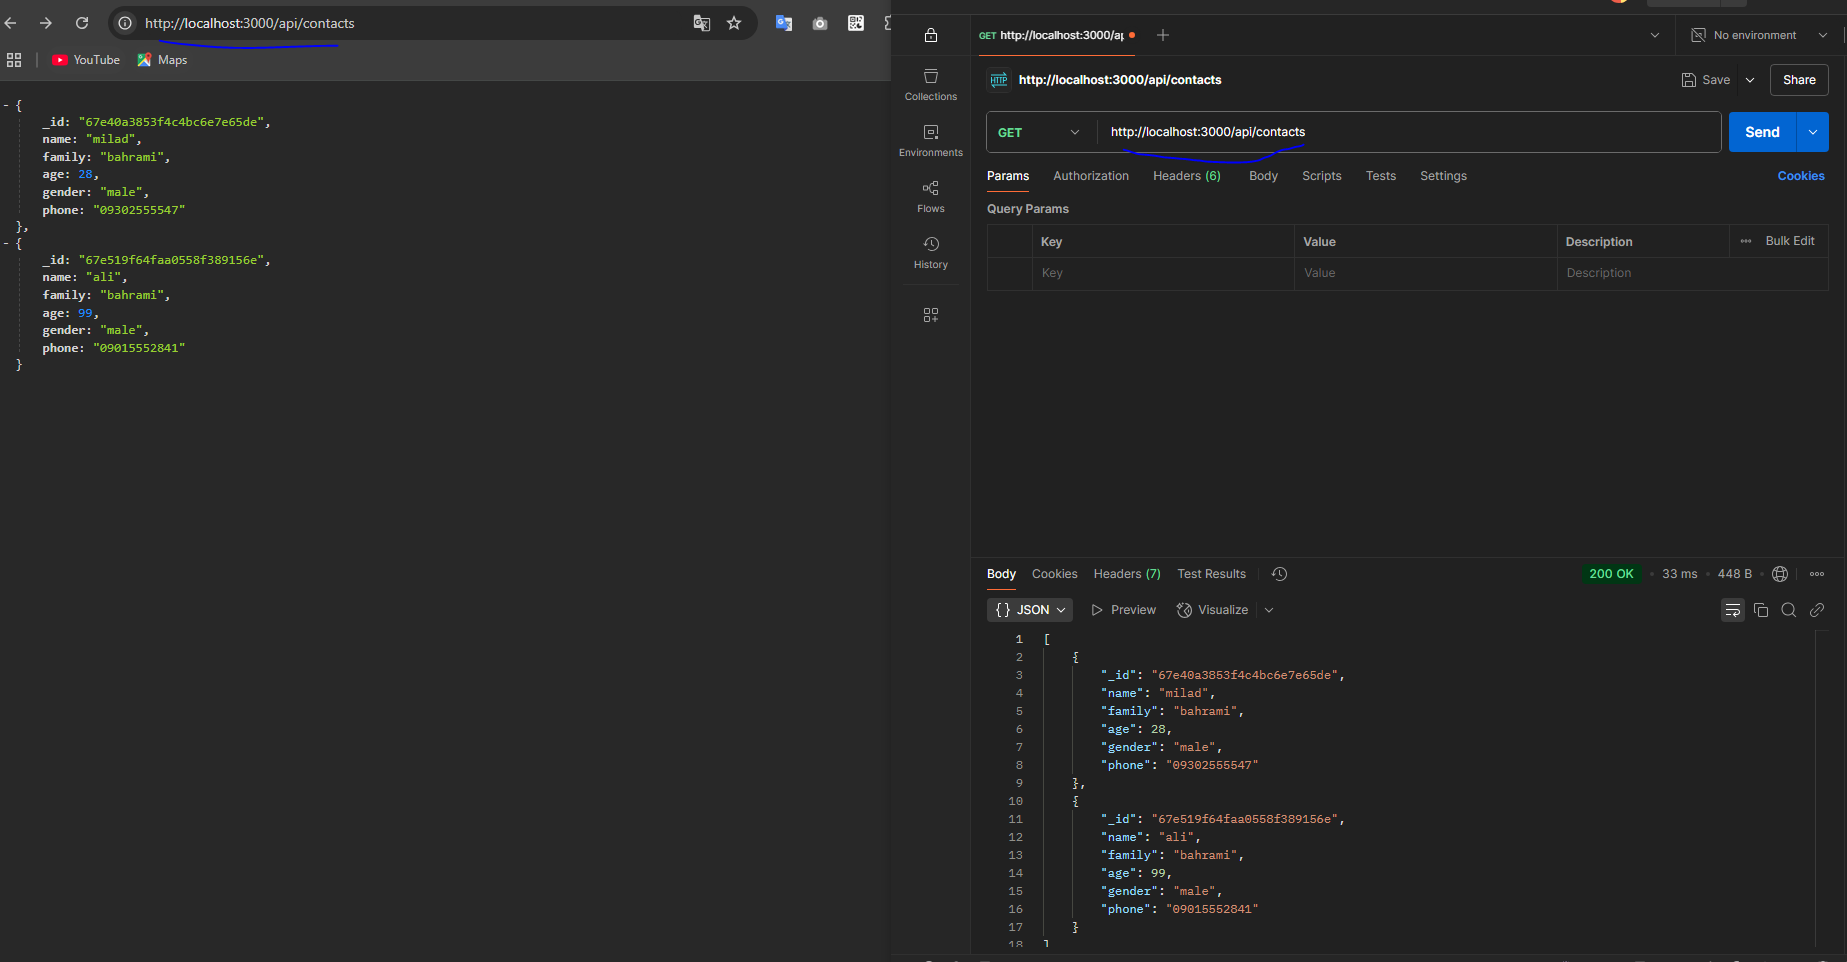 http://localhost:3000/api/contacts
YouTube
Maps
- {
_id: "67e40a3853f4c4bc6e7e65de",
name: "milad",
family: "bahrami",
age: 28,
gender: "male",
phone: "09302555547"
},
- {
_id: "67e519f64faa0558f389156e",
name: "ali",
family: "bahrami",
age: 99,
gender: "male",
phone: "09015552841"
}
GET http://localhost:3000/ap
No environment
Collections
Environments
Flows
History
HTTP http://localhost:3000/api/contacts
Save
Share
GET http://localhost:3000/api/contacts
Send
Params Authorization Headers (6) Body Scripts Tests Settings Cookies
Query Params
Key Value Description ••• Bulk Edit
Key Value Description
Body Cookies Headers (7) Test Results
200 OK • 33 ms • 448 B •
{} JSON Preview Visualize
1 [
2 {
3 "_id": "67e40a3853f4c4bc6e7e65de",
4 "name": "milad",
5 "family": "bahrami",
6 "age": 28,
7 "gender": "male",
8 "phone": "09302555547"
9 },
10 {
11 "_id": "67e519f64faa0558f389156e",
12 "name": "ali",
13 "family": "bahrami",
14 "age": 99,
15 "gender": "male",
16 "phone": "09015552841"
17 }
18 ]